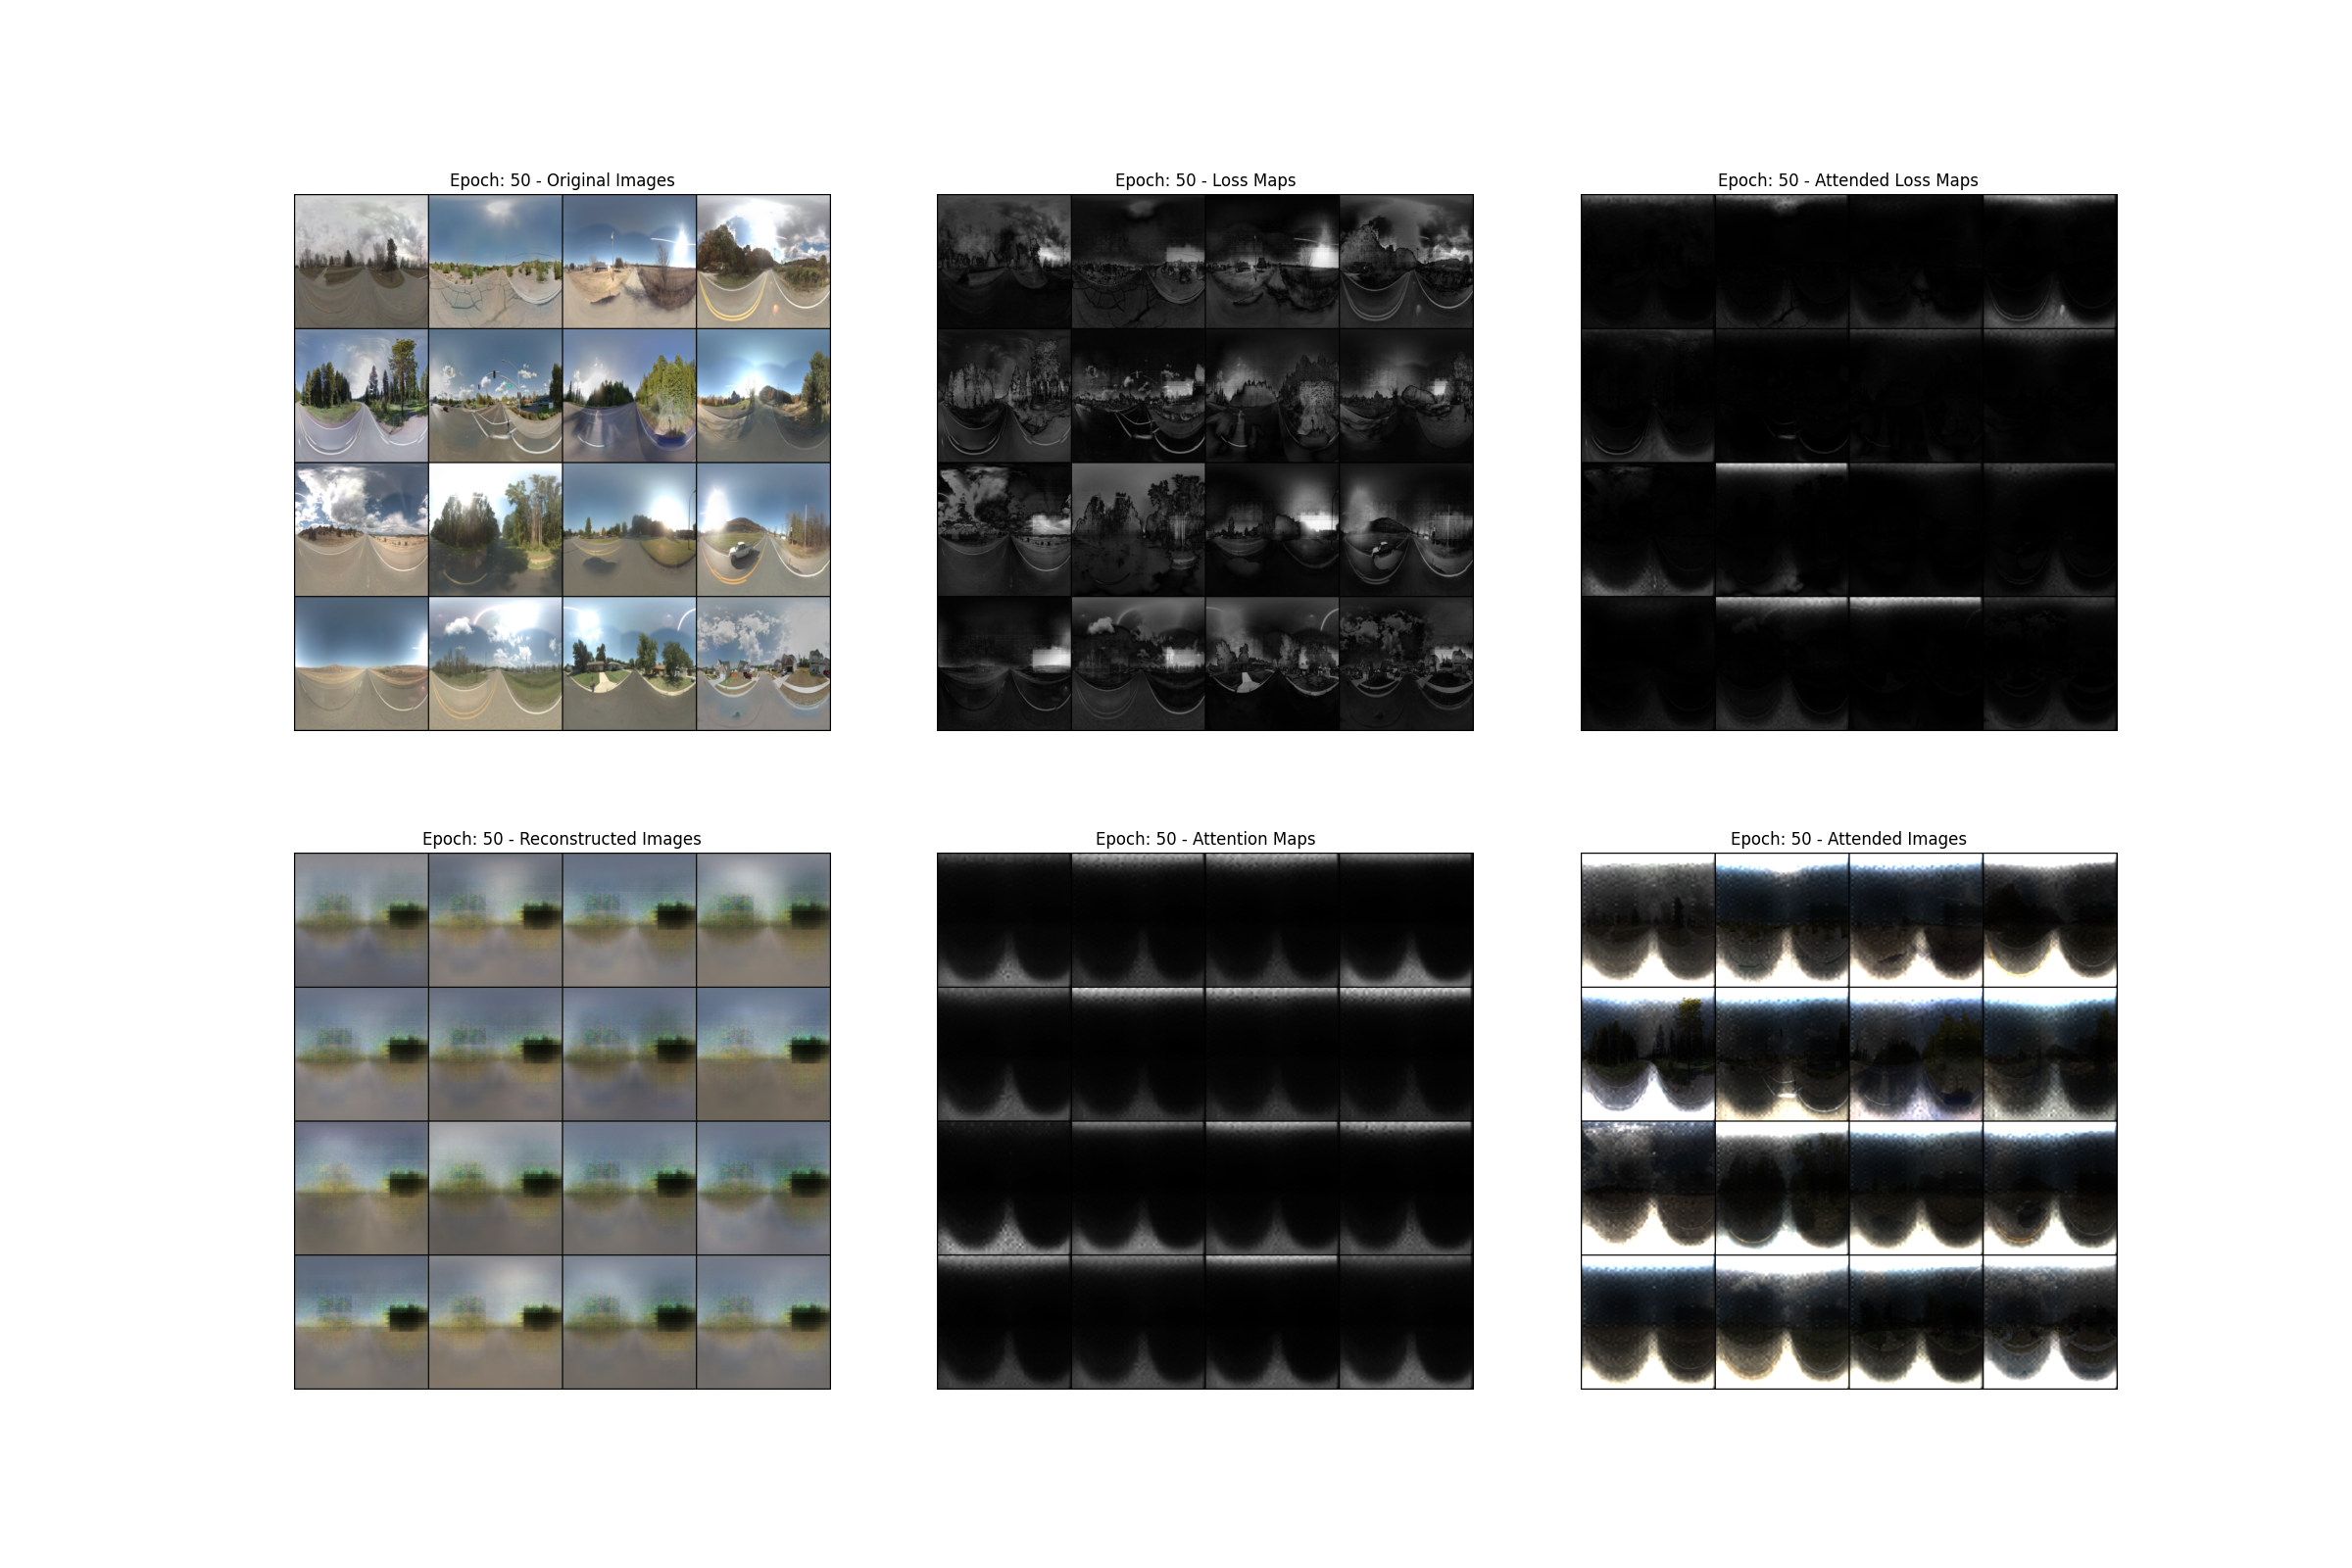 Epoch: 50 - Original Images
Epoch: 50 - Loss Maps
Epoch: 50 - Attended Loss Maps
Epoch: 50 - Reconstructed Images
Epoch: 50 - Attention Maps
Epoch: 50 - Attended Images